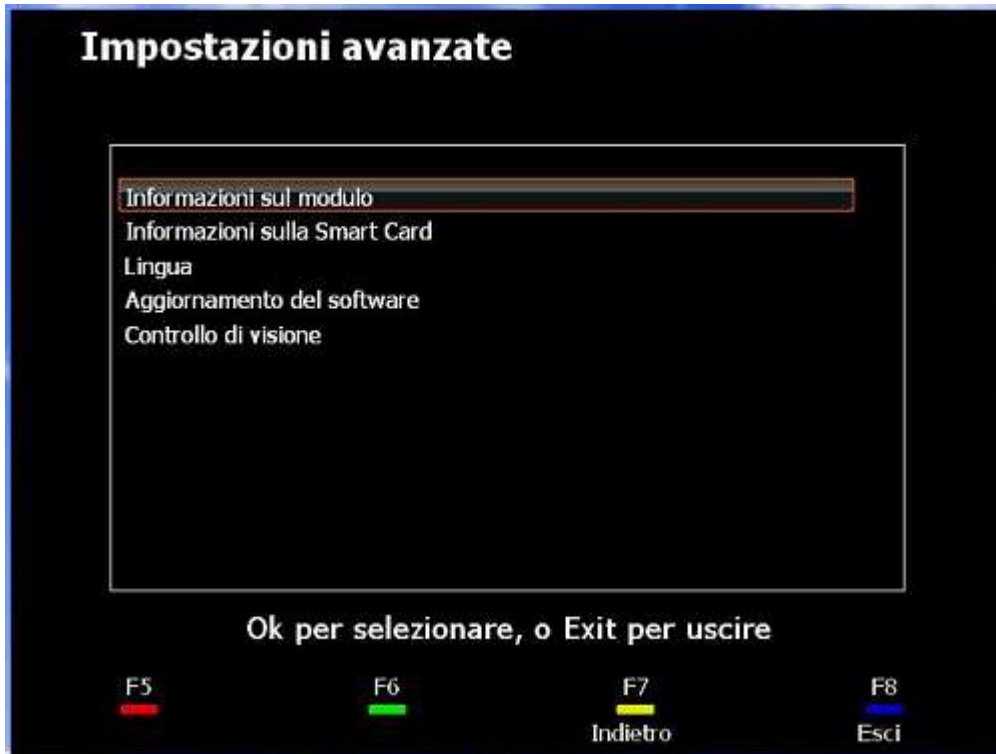 Impostazioni avanzate
Informazioni sul modulo
Informazioni sulla Smart Card
Lingua
Aggiornamento del software
Controllo di visione
Ok per selezionare, o Exit per uscire
F5 F6 F7 F8
Indietro Esci